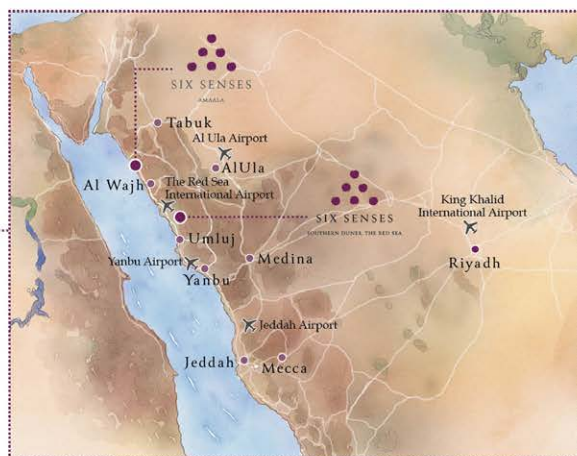 SIX SENSES
AMAALA
Tabuk
Al Ula Airport
AlUla
Al Wajh
The Red Sea
International Airport
SIX SENSES
SOUTHERN DUNES, THE RED SEA
King Khalid
International Airport
Umluj
Riyadh
Yanbu Airport
Medina
Yanbu
Jeddah Airport
Jeddah
Mecca